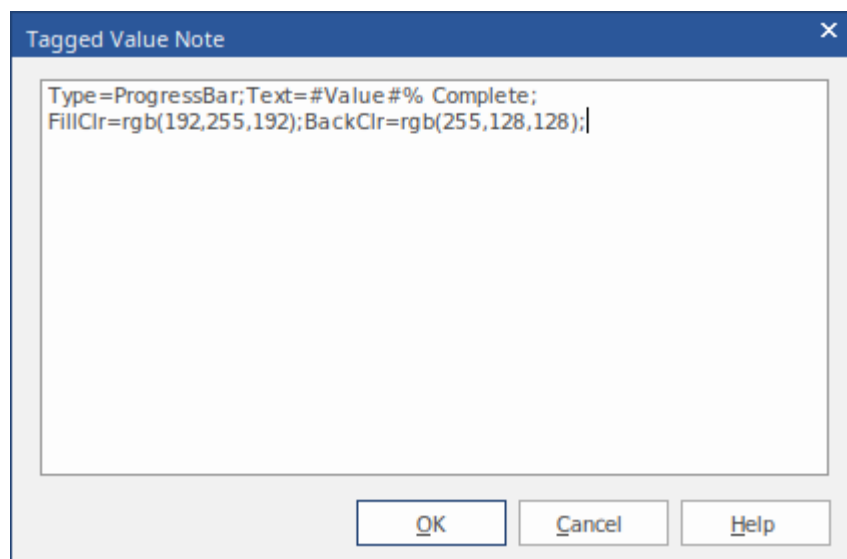 Tagged Value Note
Type=ProgressBar;Text=#Value#% Complete;
FillClr=rgb(192,255,192);BackClr=rgb(255,128,128);
OK Cancel Help